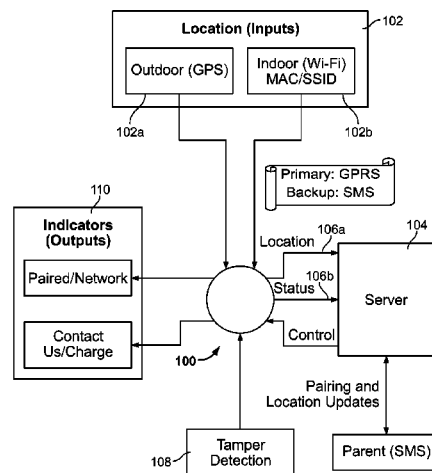 Location (Inputs)
102
Outdoor (GPS)
Indoor (Wi-Fi)
MAC/SSID
102a
102b
Primary: GPRS
Backup: SMS
110
Indicators
(Outputs)
Paired/Network
Contact
Us/Charge
Location
106a
104
Status
106b
Server
Control
100
Pairing and
Location Updates
108
Tamper
Detection
Parent (SMS)